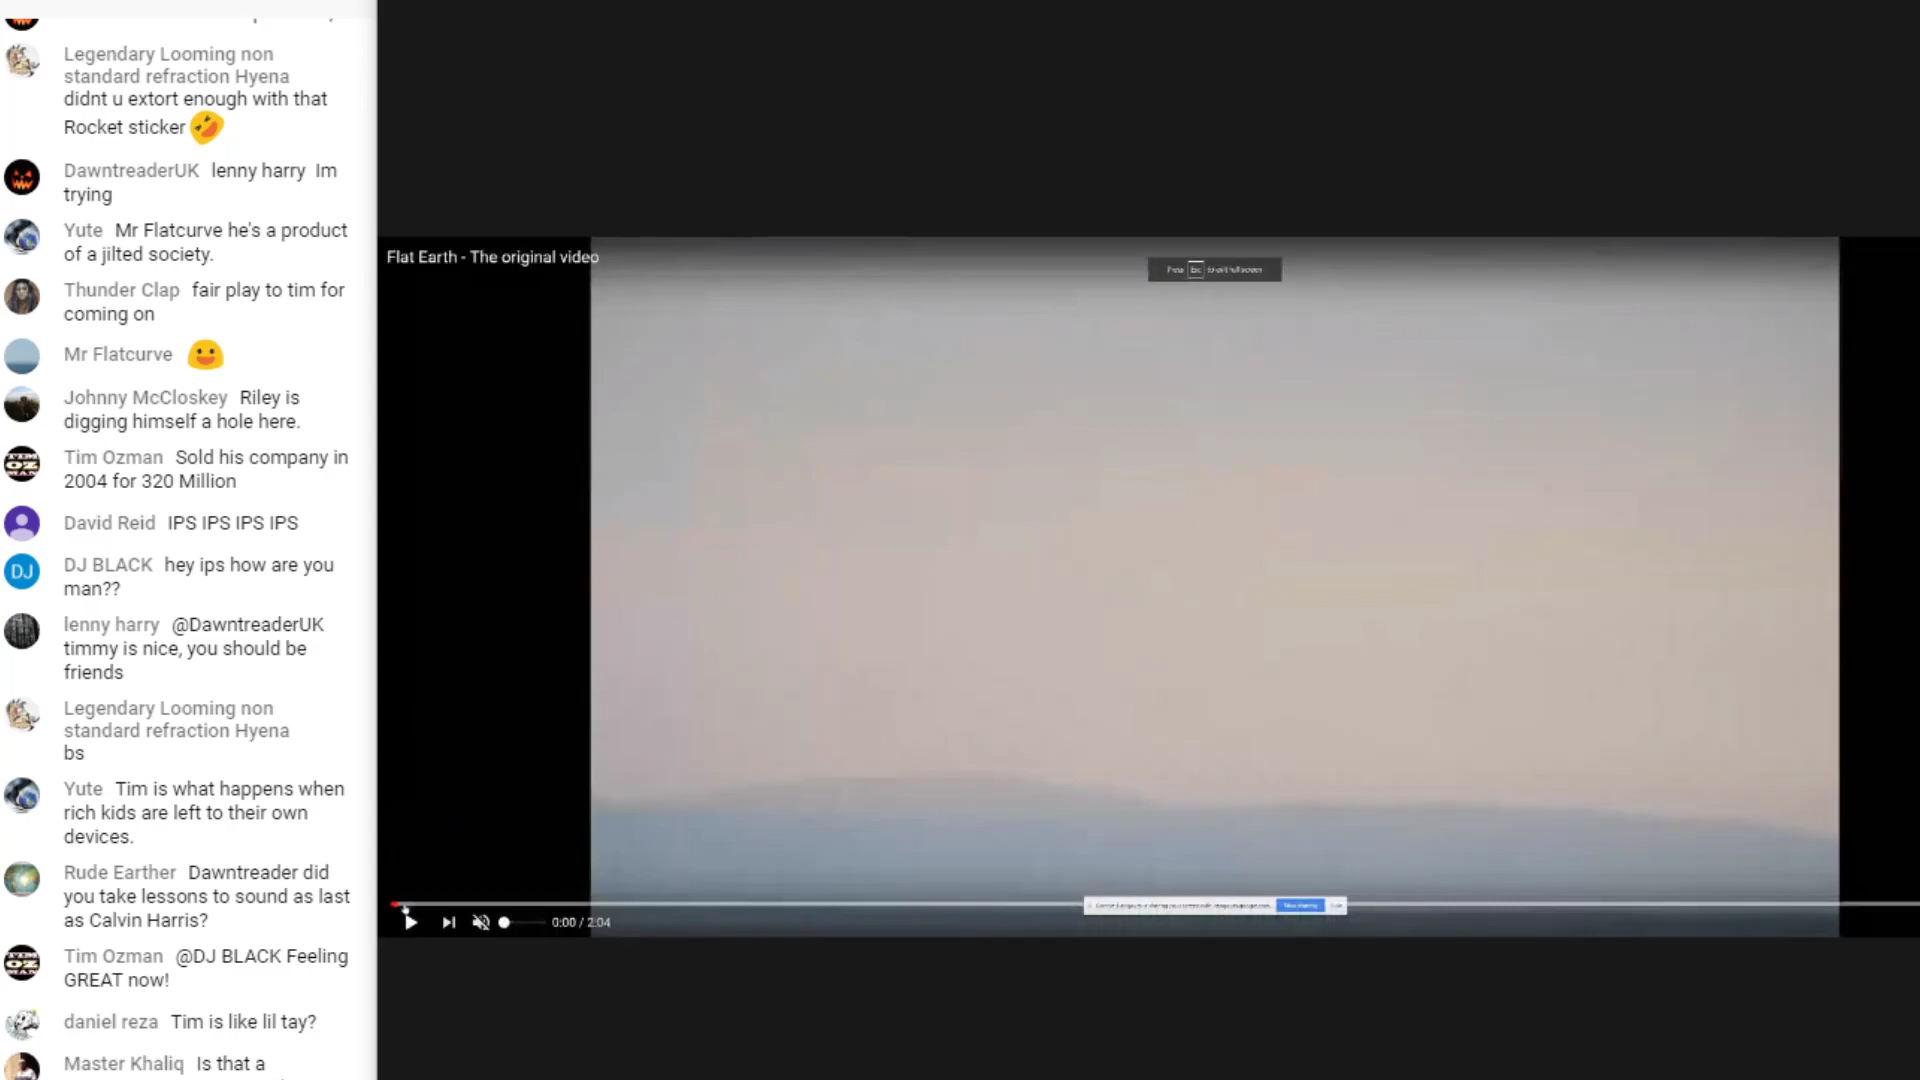 Legendary Looming non
standard refraction Hyena
didnt u extort enough with that
Rocket sticker
DawntreaderUK lenny harry Im
trying
Yute Mr Flatcurve he's a product
of a jilted society.
Thunder Clap fair play to tim for
coming on
Mr Flatcurve
Johnny McCloskey Riley is
digging himself a hole here.
Tim Ozman Sold his company in
2004 for 320 Million
David Reid IPS IPS IPS IPS
DJ
DJ BLACK hey ips how are you
man??
lenny harry @DawntreaderUK
timmy is nice, you should be
friends
Legendary Looming non
standard refraction Hyena
bs
Yute Tim is what happens when
rich kids are left to their own
devices.
Rude Earther Dawntreader did
you take lessons to sound as last
as Calvin Harris?
Tim Ozman @DJ BLACK Feeling
GREAT now!
daniel reza Tim is like lil tay?
Master Khaliq Is that a
Flat Earth - The original video
Press Esc to exit full screen
0:00 / 2:04